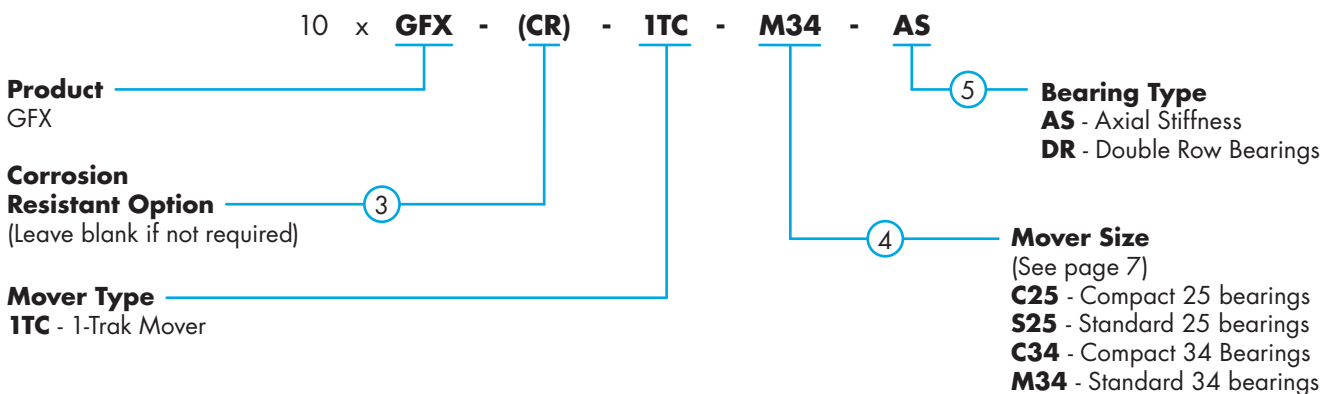 10 x GFX - (CR) - 1TC - M34 - AS
Product
GFX
Corrosion
Resistant Option
(Leave blank if not required)
3
Mover Type
1TC - 1-Trak Mover
5
Bearing Type
AS - Axial Stiffness
DR - Double Row Bearings
4
Mover Size
(See page 7)
C25 - Compact 25 bearings
S25 - Standard 25 bearings
C34 - Compact 34 Bearings
M34 - Standard 34 bearings